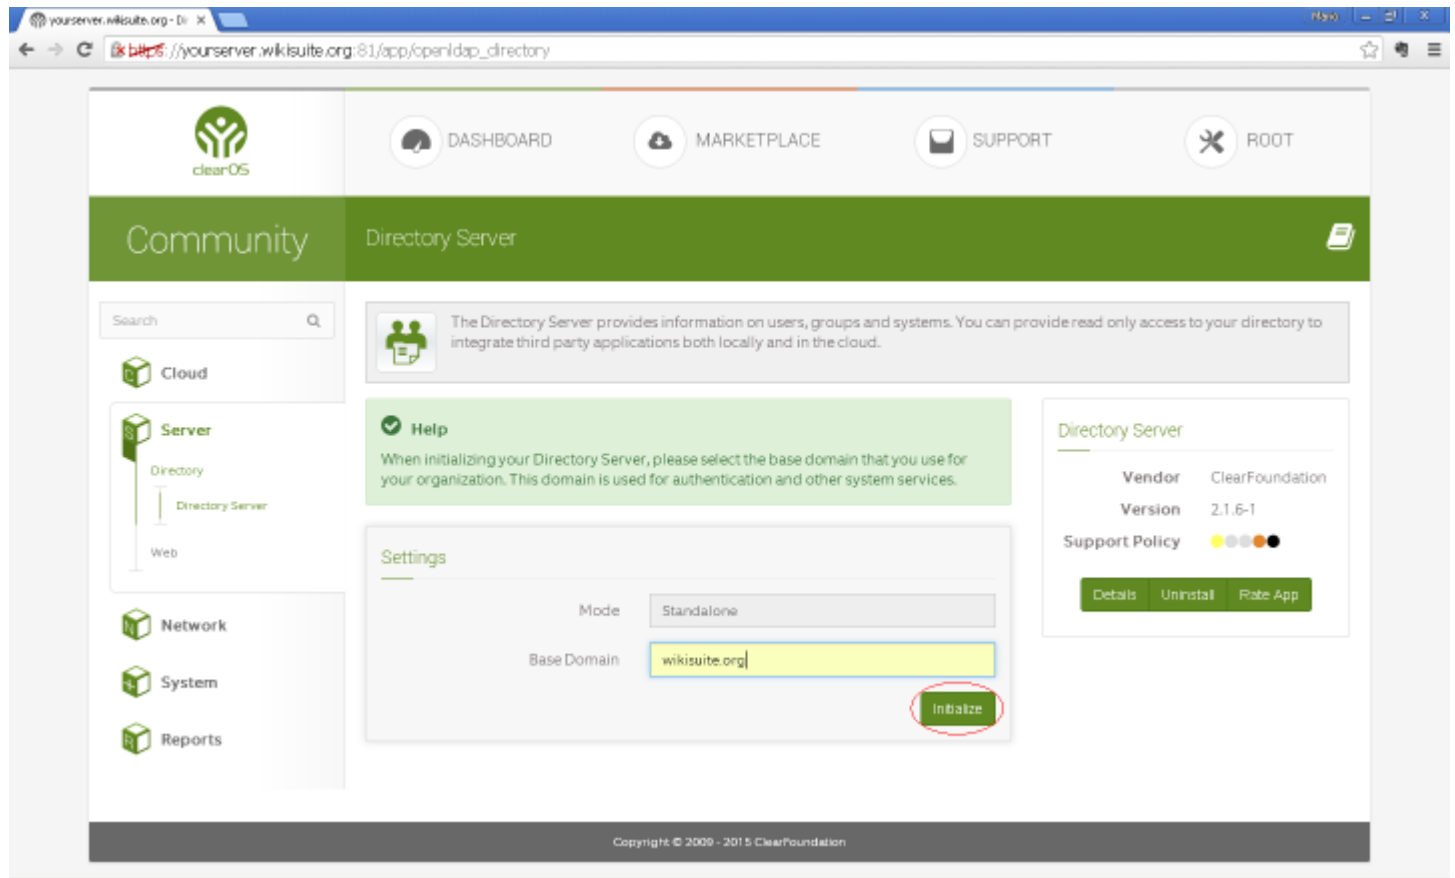 yourserver.wikisuite.org - Di
https://yourserver.wikisuite.org:81/app/openldap_directory
clearOS
DASHBOARD
MARKETPLACE
SUPPORT
ROOT
Community
Directory Server
Search
The Directory Server provides information on users, groups and systems. You can provide read only access to your directory to
integrate third party applications both locally and in the cloud.
Cloud
Server
Directory
Directory Server
Web
Network
System
Reports
Help
When initializing your Directory Server, please select the base domain that you use for
your organization. This domain is used for authentication and other system services.
Settings
Mode Standalone
Base Domain wikisuite.org
Initialize
Directory Server
Vendor ClearFoundation
Version 2.1.6-1
Support Policy
Details Uninstall Rate App
Copyright © 2009 - 2015 ClearFoundation